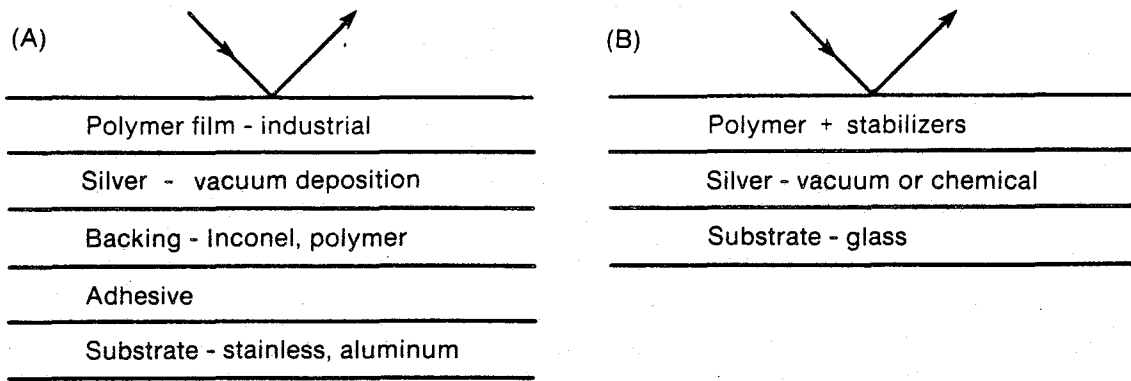 (A)
Polymer film - industrial
Silver - vacuum deposition
Backing - Inconel, polymer
Adhesive
Substrate - stainless, aluminum
(B)
Polymer + stabilizers
Silver - vacuum or chemical
Substrate - glass